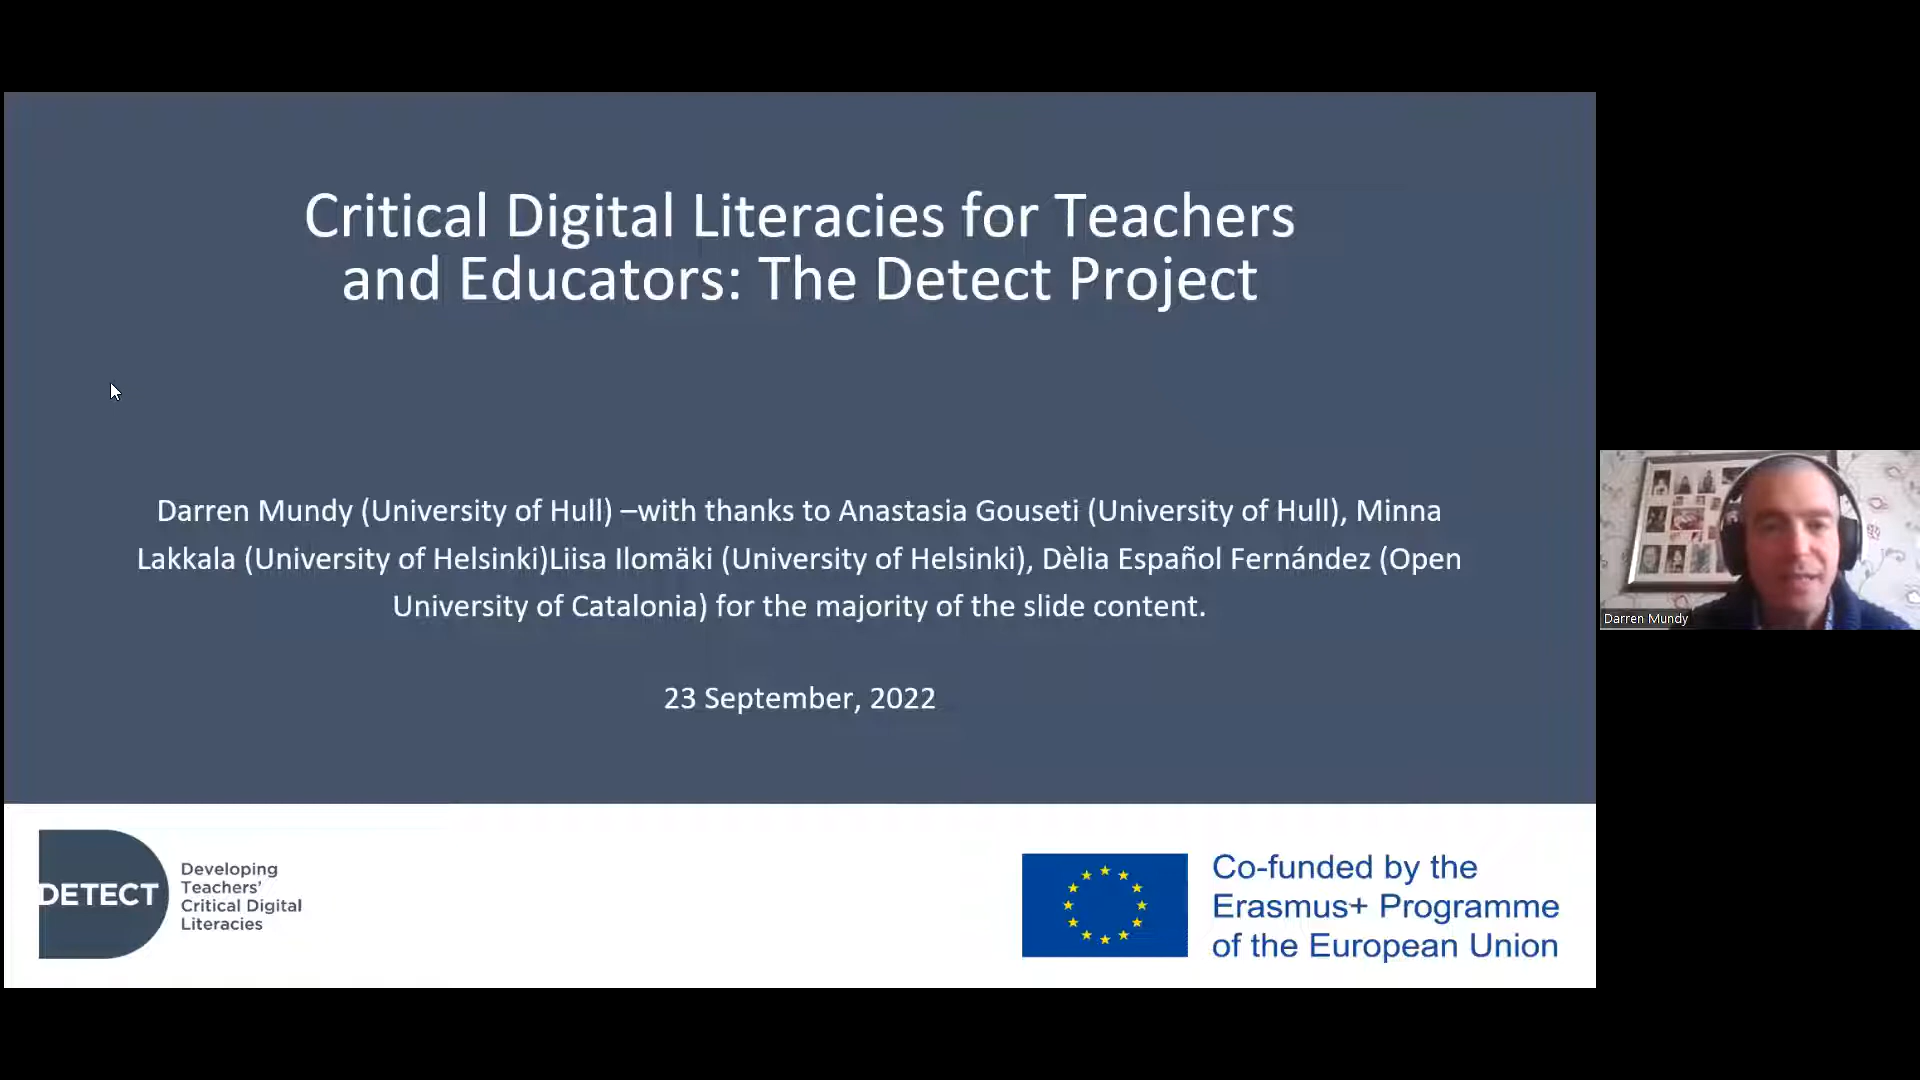 Critical Digital Literacies for Teachers
and Educators: The Detect Project
Darren Mundy (University of Hull) –with thanks to Anastasia Gouseti (University of Hull), Minna
Lakkala (University of Helsinki)Liisa Ilomäki (University of Helsinki), Dèlia Español Fernández (Open
University of Catalonia) for the majority of the slide content.
23 September, 2022
Darren Mundy
DETECT
Developing
Teachers'
Critical Digital
Literacies
Co-funded by the
Erasmus+ Programme
of the European Union